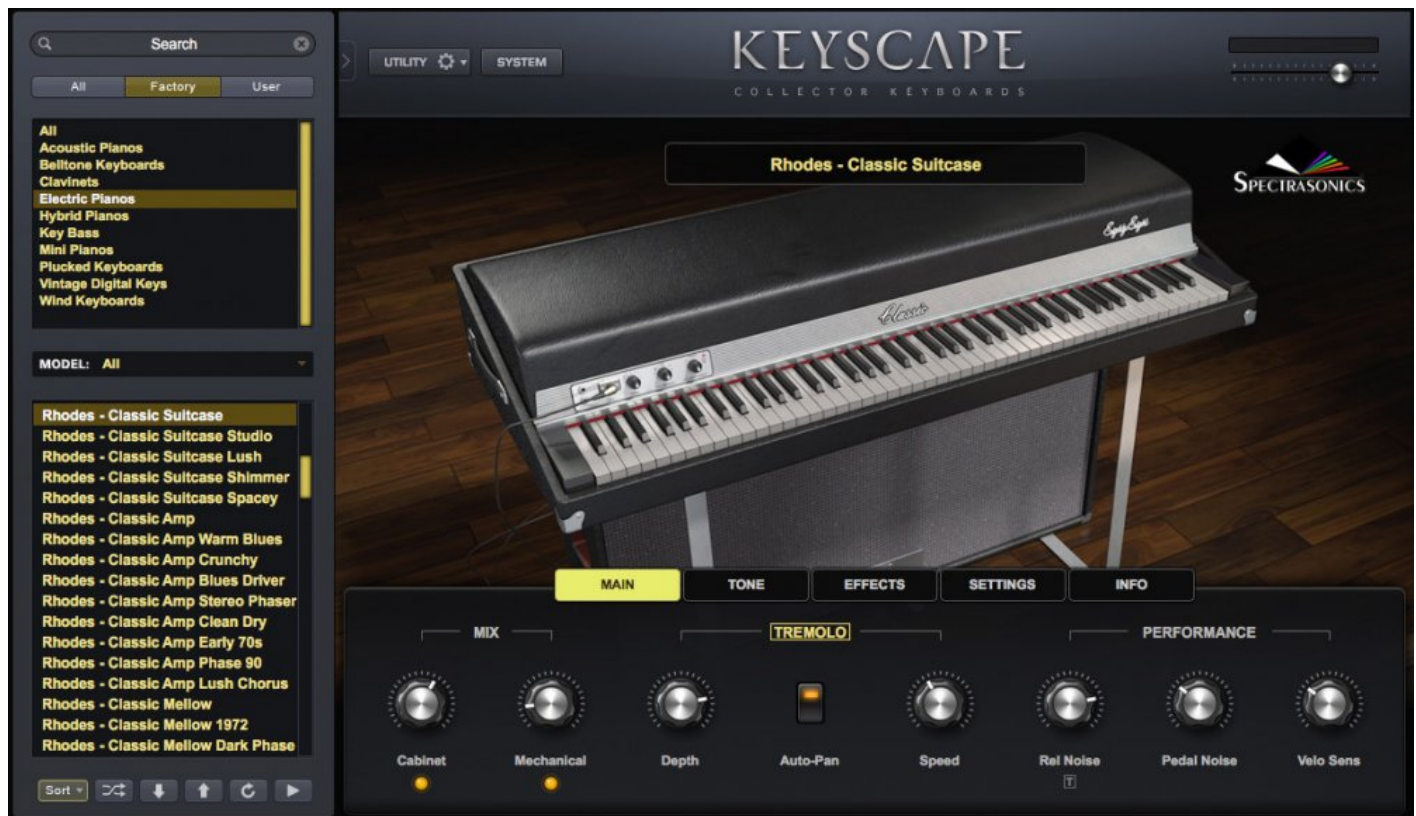 Search
All Factory User
All
Acoustic Pianos
Belltone Keyboards
Clavinets
Electric Pianos
Hybrid Pianos
Key Bass
Mini Pianos
Plucked Keyboards
Vintage Digital Keys
Wind Keyboards
MODEL: All
Rhodes - Classic Suitcase
Rhodes - Classic Suitcase Studio
Rhodes - Classic Suitcase Lush
Rhodes - Classic Suitcase Shimmer
Rhodes - Classic Suitcase Spacey
Rhodes - Classic Amp
Rhodes - Classic Amp Warm Blues
Rhodes - Classic Amp Crunchy
Rhodes - Classic Amp Blues Driver
Rhodes - Classic Amp Stereo Phaser
Rhodes - Classic Amp Clean Dry
Rhodes - Classic Amp Early 70s
Rhodes - Classic Amp Phase 90
Rhodes - Classic Amp Lush Chorus
Rhodes - Classic Mellow
Rhodes - Classic Mellow 1972
Rhodes - Classic Mellow Dark Phase
Sort
UTILITY SYSTEM
KEYSCAPE
COLLECTOR KEYBOARDS
Rhodes - Classic Suitcase
SPECTRASONICS
Classic
MAIN TONE EFFECTS SETTINGS INFO
MIX TREMOLO PERFORMANCE
Cabinet Mechanical Depth Auto-Pan Speed Rel Noise Pedal Noise Velo Sens
T